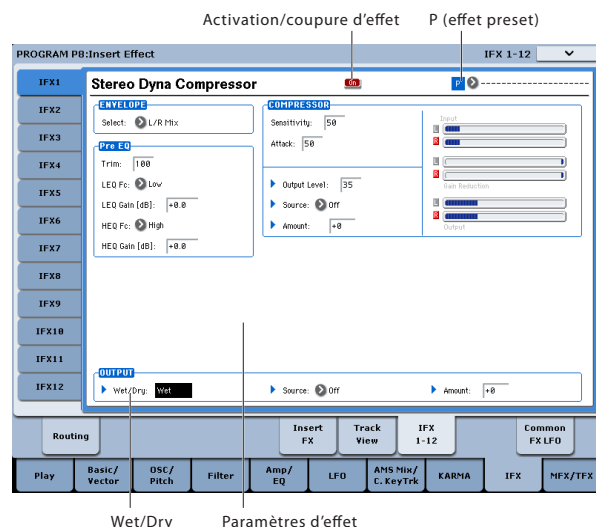 Activation/coupure d'effet P (effet preset)
PROGRAM P8:Insert Effect IFX 1-12
IFX1 Stereo Dyna Compressor On P -------------------
IFX2 ENVELOPE COMPRESSOR
Select: L/R Mix Sensitivity: 50 Input
L
IFX3 Pre EQ Attack: 50 R
Trim: 100 L
IFX4 R
LEQ Fc: Low Output Level: 35 Gain Reduction
IFX5 LEQ Gain [dB]: +0.0 Source: Off L
R
IFX6 HEQ Fc: High Amount: +0 Output
IFX7 HEQ Gain [dB]: +0.0
IFX8
IFX9
IFX10
IFX11
OUTPUT
IFX12 Wet/Dry: Wet Source: Off Amount: +0
Routing Insert FX Track View IFX 1-12 Common FX LFO
Play Basic/ Vector OSC/ Pitch Filter Amp/ EQ LFO AMS Mix/ C. KeyTrk KARMA IFX MFX/TFX
Wet/Dry Paramètres d'effet